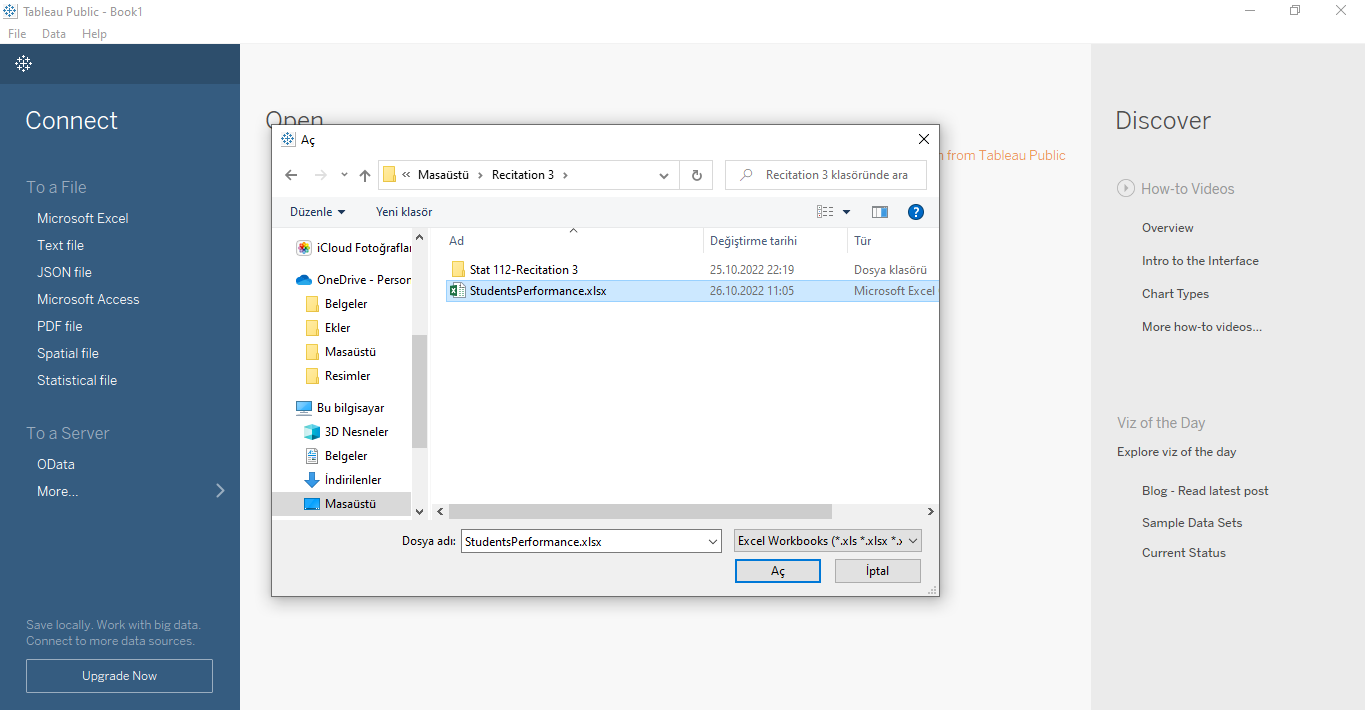 Tableau Public - Book1
File Data Help
Connect
To a File
Microsoft Excel
Text file
JSON file
Microsoft Access
PDF file
Spatial file
Statistical file
To a Server
OData
More...
Save locally. Work with big data.
Connect to more data sources.
Upgrade Now
Open
from Tableau Public
Aç
« Masaüstü › Recitation 3 ›
Recitation 3 klasöründe ara
Düzenle
Yeni klasör
iCloud Fotoğraflar
OneDrive - Person
Belgeler
Ekler
Masaüstü
Resimler
Bu bilgisayar
3D Nesneler
Belgeler
İndirilenler
Masaüstü
Ad Değiştirme tarihi Tür
Stat 112-Recitation 3 25.10.2022 22:19 Dosya klasörü
StudentsPerformance.xlsx 26.10.2022 11:05 Microsoft Excel
Dosya adı: StudentsPerformance.xlsx
Excel Workbooks (*.xls *.xlsx *.x
Aç
İptal
Discover
How-to Videos
Overview
Intro to the Interface
Chart Types
More how-to videos...
Viz of the Day
Explore viz of the day
Blog - Read latest post
Sample Data Sets
Current Status